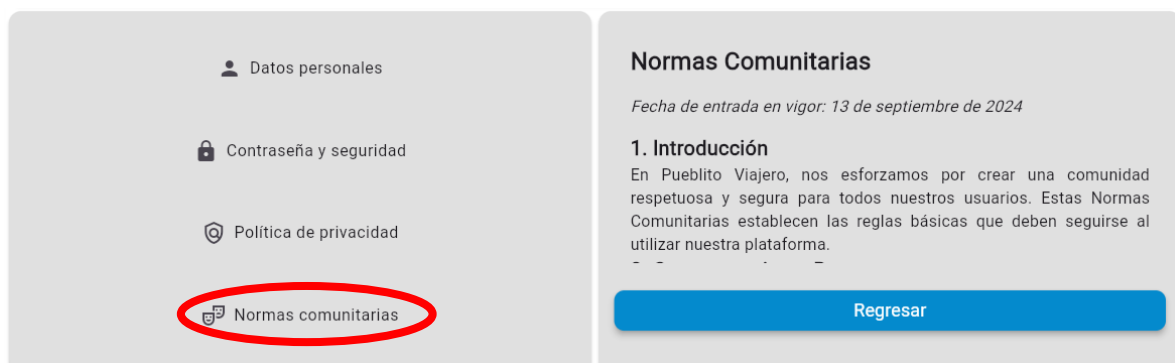 Datos personales
Contraseña y seguridad
Política de privacidad
Normas comunitarias
Normas Comunitarias
Fecha de entrada en vigor: 13 de septiembre de 2024
1. Introducción
En Pueblito Viajero, nos esforzamos por crear una comunidad
respetuosa y segura para todos nuestros usuarios. Estas Normas
Comunitarias establecen las reglas básicas que deben seguirse al
utilizar nuestra plataforma.
Regresar